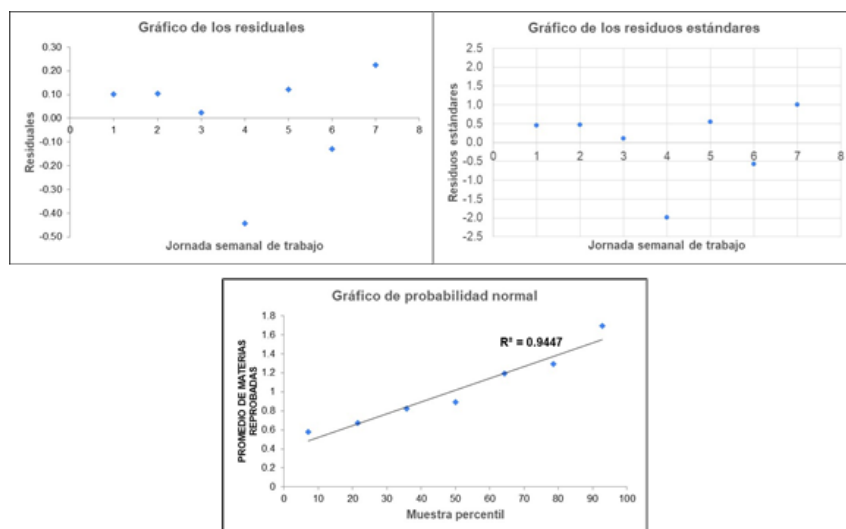 Gráfico de los residuales
0.30
0.20
0.10
0.00
-0.10
-0.20
-0.30
-0.40
-0.50
0 1 2 3 4 5 6 7 8
Residuales
Jornada semanal de trabajo
Gráfico de los residuos estándares
2.5
2.0
1.5
1.0
0.5
0.0
-0.5
-1.0
-1.5
-2.0
-2.5
0 1 2 3 4 5 6 7 8
Residuos estándares
Jornada semanal de trabajo
Gráfico de probabilidad normal
1.8
1.6
1.4
1.2
1
0.8
0.6
0.4
0.2
0
0 10 20 30 40 50 60 70 80 90 100
R² = 0.9447
PROMEDIO DE MATERIAS
REPROBADAS
Muestra percentil